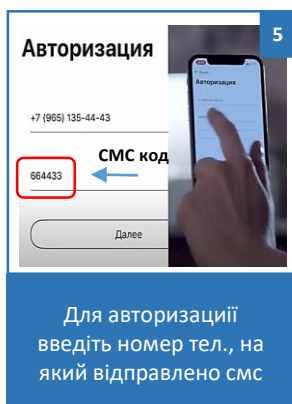 5
Авторизация
+7 (965) 135-44-43
СМС код
664433
Далее
Авторизация
Для авторизациії
введіть номер тел., на
який відправлено смс